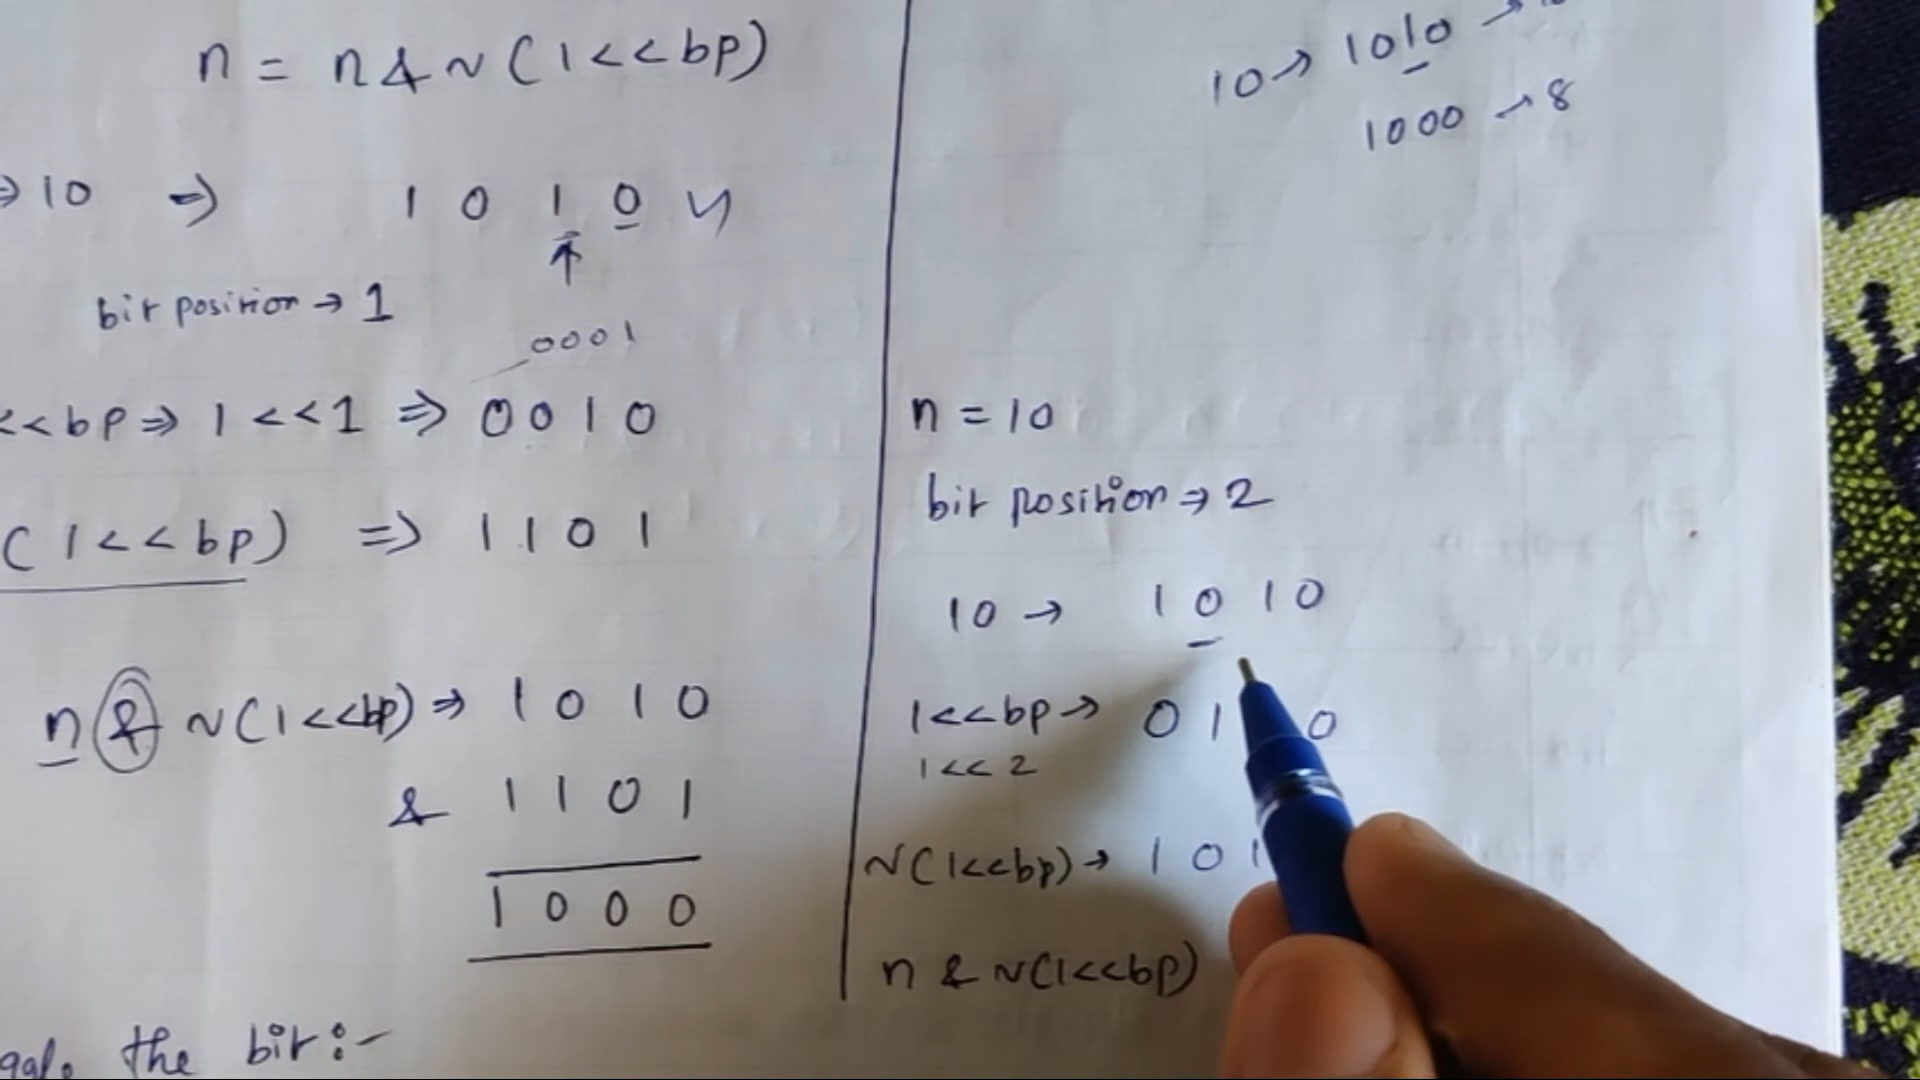 n = n & ~ (1<<bp)
⇒ 10 ⇒ 1 0 1 0
bit position → 1
0001
<<bp ⇒ 1<<1 ⇒ 0010
(1<<bp) ⇒ 1101
n & ~(1<<bp) ⇒ 1010
& 1101
1000
the bit :-
10 → 1010 →
1000 → 8
n = 10
bit position ⇒ 2
10 → 1010
1<<bp → 01 0
1<<2
~(1<<bp) → 101
n & ~(1<<bp)